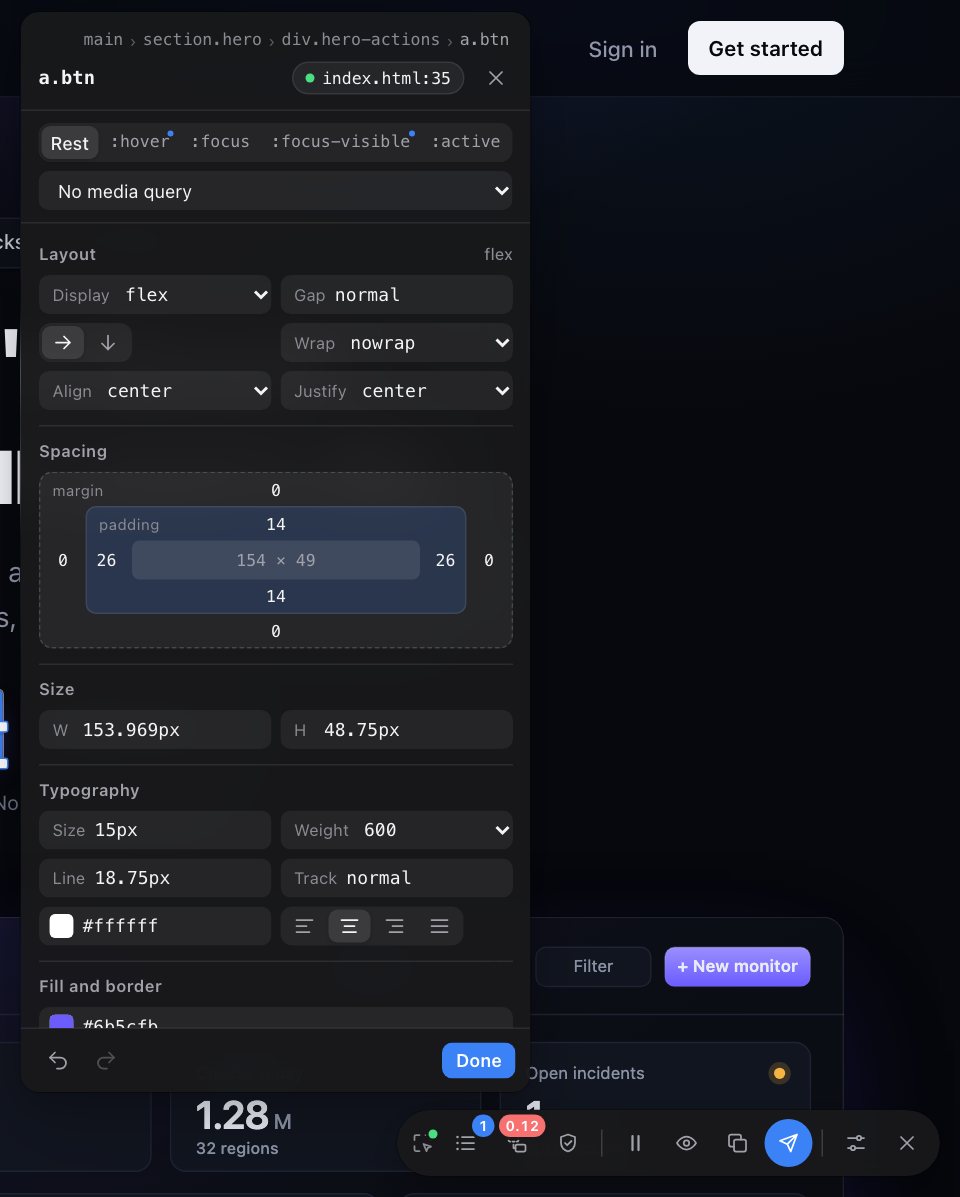 main › section.hero › div.hero-actions › a.btn
Sign in
Get started
a.btn
index.html:35
Rest :hover :focus :focus-visible :active
No media query
Layout flex
Display flex Gap normal
Wrap nowrap
Align center Justify center
Spacing
margin 0
padding 14
0 26 154 × 49 26 0
14
0
Size
W 153.969px H 48.75px
Typography
Size 15px Weight 600
Line 18.75px Track normal
#ffffff
Fill and border
#6b5cfb
Filter
+ New monitor
Done
Open incidents
1.28 M
32 regions
1
1 0.12